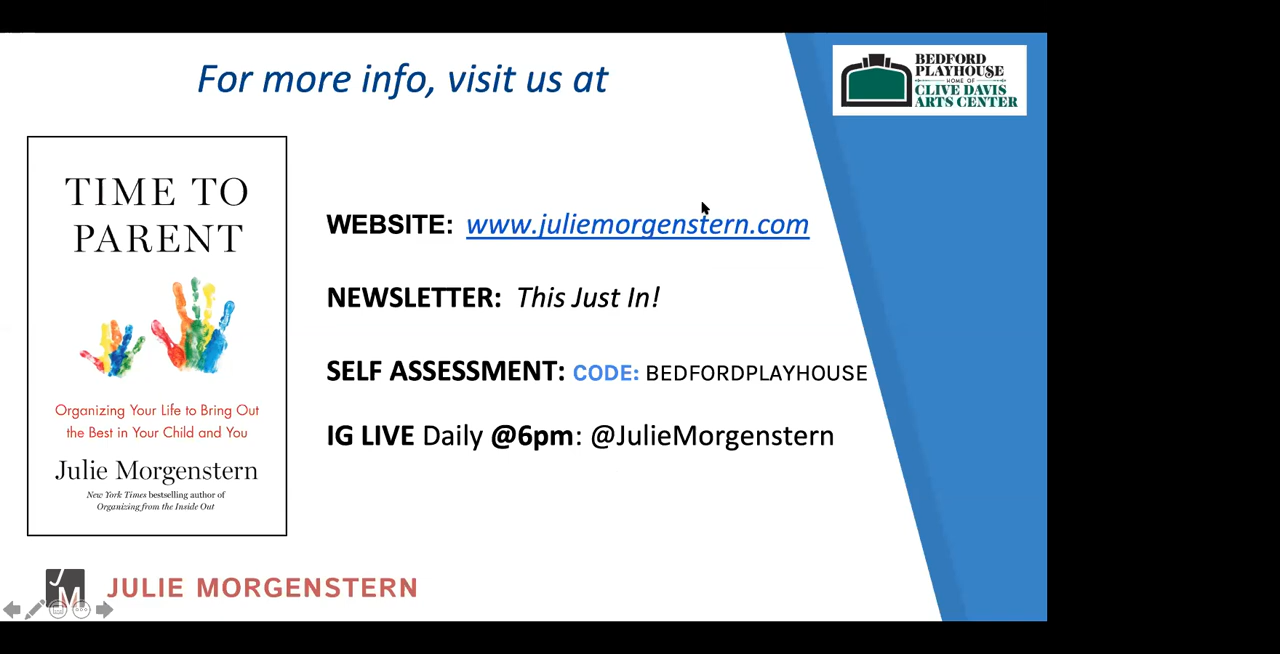 For more info, visit us at
BEDFORD
PLAYHOUSE
HOME OF
CLIVE DAVIS
ARTS CENTER
TIME TO
PARENT
Organizing Your Life to Bring Out
the Best in Your Child and You
Julie Morgenstern
New York Times bestselling author of
Organizing from the Inside Out
WEBSITE: www.juliemorgenstern.com
NEWSLETTER: This Just In!
SELF ASSESSMENT: CODE: BEDFORDPLAYHOUSE
IG LIVE Daily @6pm: @JulieMorgenstern
JM
JULIE MORGENSTERN